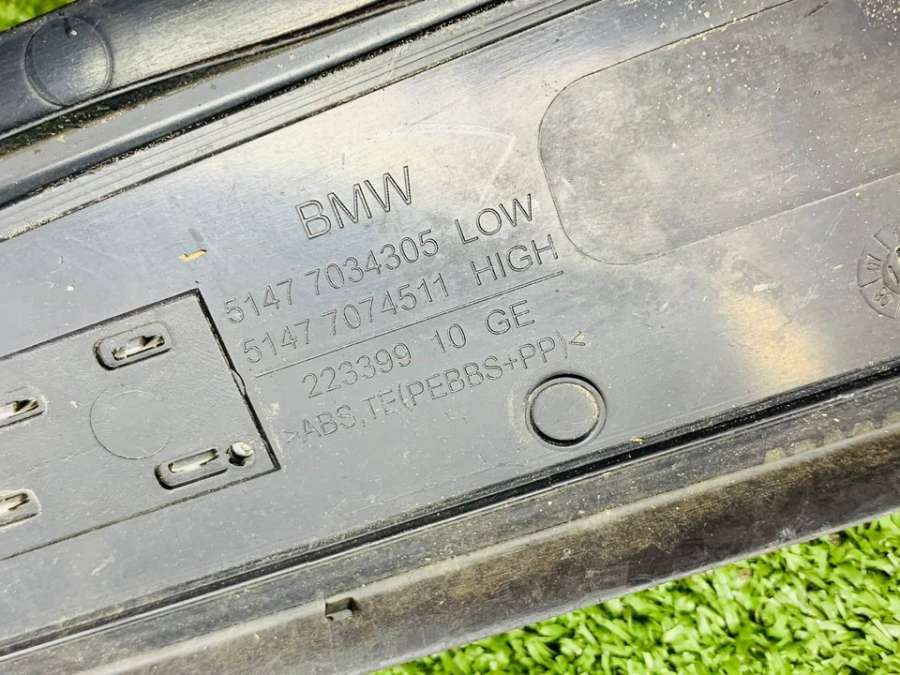 BMW
5147 7034305 LOW
5147 7074511 HIGH
223399 10 GE
>ABS,TE(PEBBS+PP)<